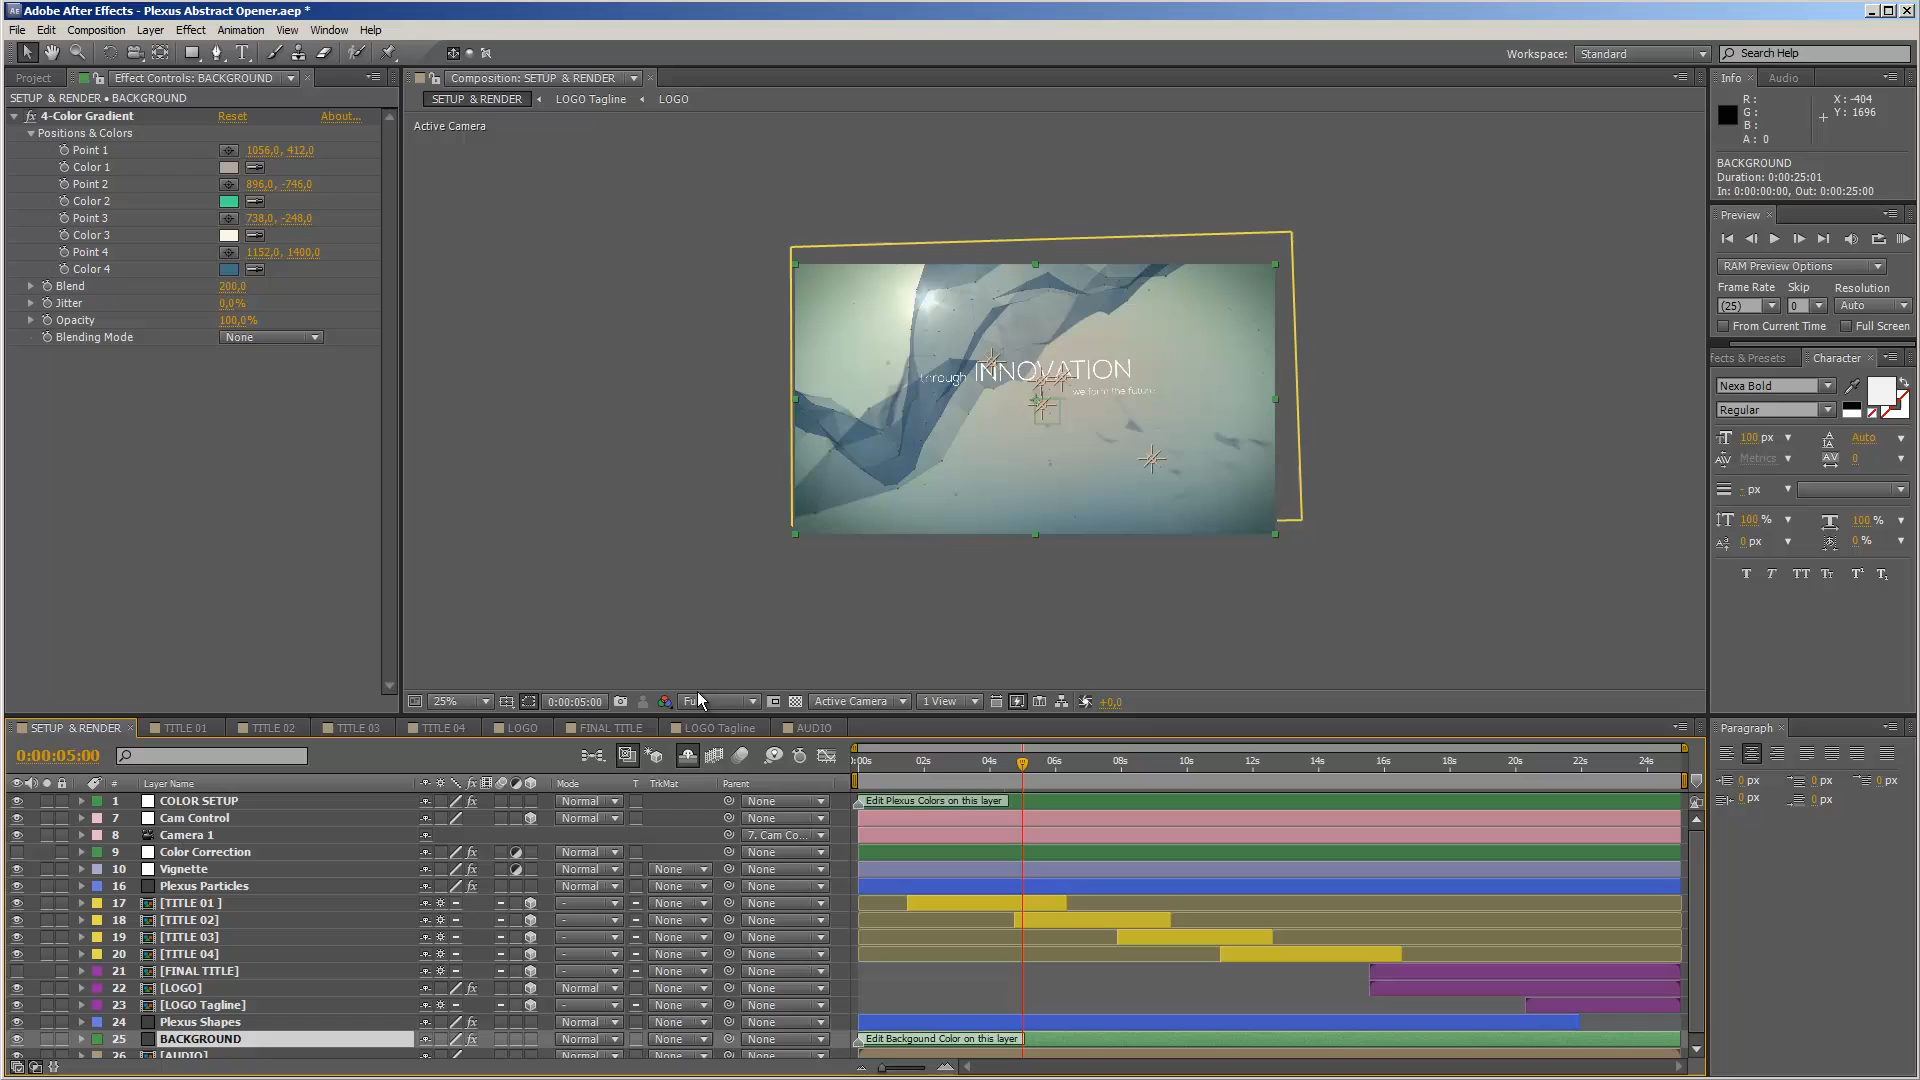 Adobe After Effects - Plexus Abstract Opener.aep *
File Edit Composition Layer Effect Animation View Window Help
Workspace: Standard Search Help
Project Effect Controls: BACKGROUND
SETUP & RENDER • BACKGROUND
4-Color Gradient Reset About...
Positions & Colors
Point 1 1056,0, 412,0
Color 1
Point 2 896,0, -746,0
Color 2
Point 3 738,0, -248,0
Color 3
Point 4 1152,0, 1400,0
Color 4
Blend 200,0
Jitter 0,0%
Opacity 100,0%
Blending Mode None
Composition: SETUP & RENDER
SETUP & RENDER LOGO Tagline LOGO
Active Camera
through INNOVATION
we form the future
25% 0:00:05:00 Active Camera 1 View +0,0
Info Audio
R: X: -404
G: Y: 1696
B:
A: 0
BACKGROUND
Duration: 0:00:25:01
In: 0:00:00:00, Out: 0:00:25:00
Preview
RAM Preview Options
Frame Rate Skip Resolution
(25) 0 Auto
From Current Time Full Screen
ffects & Presets Character
Nexa Bold
Regular
100 px Auto
Metrics 0
- px
100 % 100 %
0 px 0 %
T T TT Tt T¹ T₁
SETUP & RENDER TITLE 01 TITLE 02 TITLE 03 TITLE 04 LOGO FINAL TITLE LOGO Tagline AUDIO
0:00:05:00
):00s 02s 04s 06s 08s 10s 12s 14s 16s 18s 20s 22s 24s
# Layer Name Mode T TrkMat Parent
1 COLOR SETUP Normal None Edit Plexus Colors on this layer
7 Cam Control Normal None
8 Camera 1 7. Cam Co...
9 Color Correction Normal None
10 Vignette Normal None None
16 Plexus Particles Normal None None
17 [TITLE 01 ] - None None
18 [TITLE 02] - None None
19 [TITLE 03] - None None
20 [TITLE 04] - None None
21 [FINAL TITLE] - None None
22 [LOGO] Normal None None
23 [LOGO Tagline] - None None
24 Plexus Shapes Normal None None
25 BACKGROUND Normal None None Edit Backgound Color on this layer
26 [AUDIO] Normal None None
Paragraph
0 px 0 px 0 px
0 px 0 px